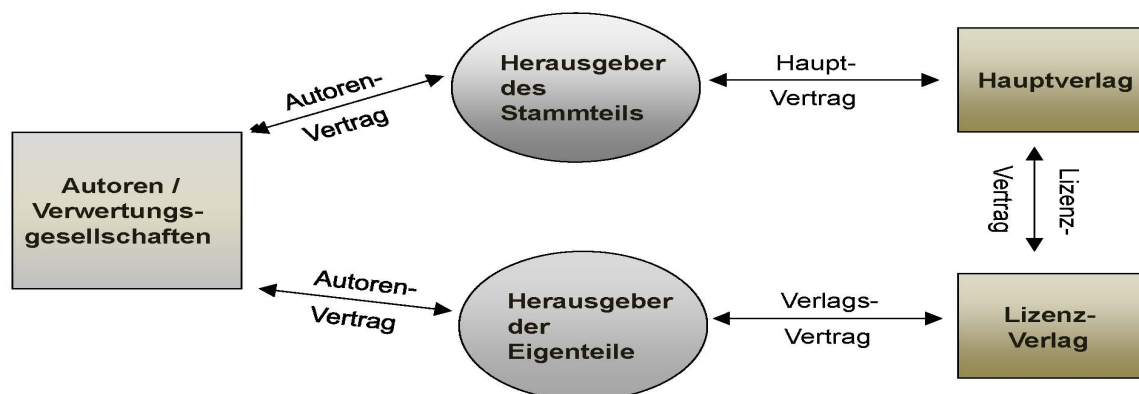 Autoren /
Verwertungs-
gesellschaften
Autoren-
Vertrag
Herausgeber
des
Stammteils
Haupt-
Vertrag
Hauptverlag
Lizenz-
Vertrag
Autoren-
Vertrag
Herausgeber
der
Eigenteile
Verlags-
Vertrag
Lizenz-
Verlag